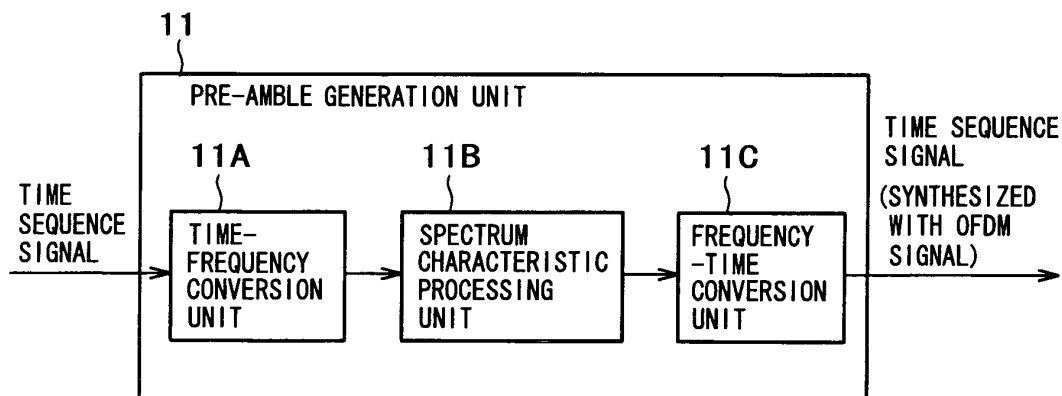 11
PRE-AMBLE GENERATION UNIT
TIME
SEQUENCE
SIGNAL
11A
TIME-
FREQUENCY
CONVERSION
UNIT
11B
SPECTRUM
CHARACTERISTIC
PROCESSING
UNIT
11C
FREQUENCY
-TIME
CONVERSION
UNIT
TIME SEQUENCE
SIGNAL
(SYNTHESIZED
WITH OFDM
SIGNAL)